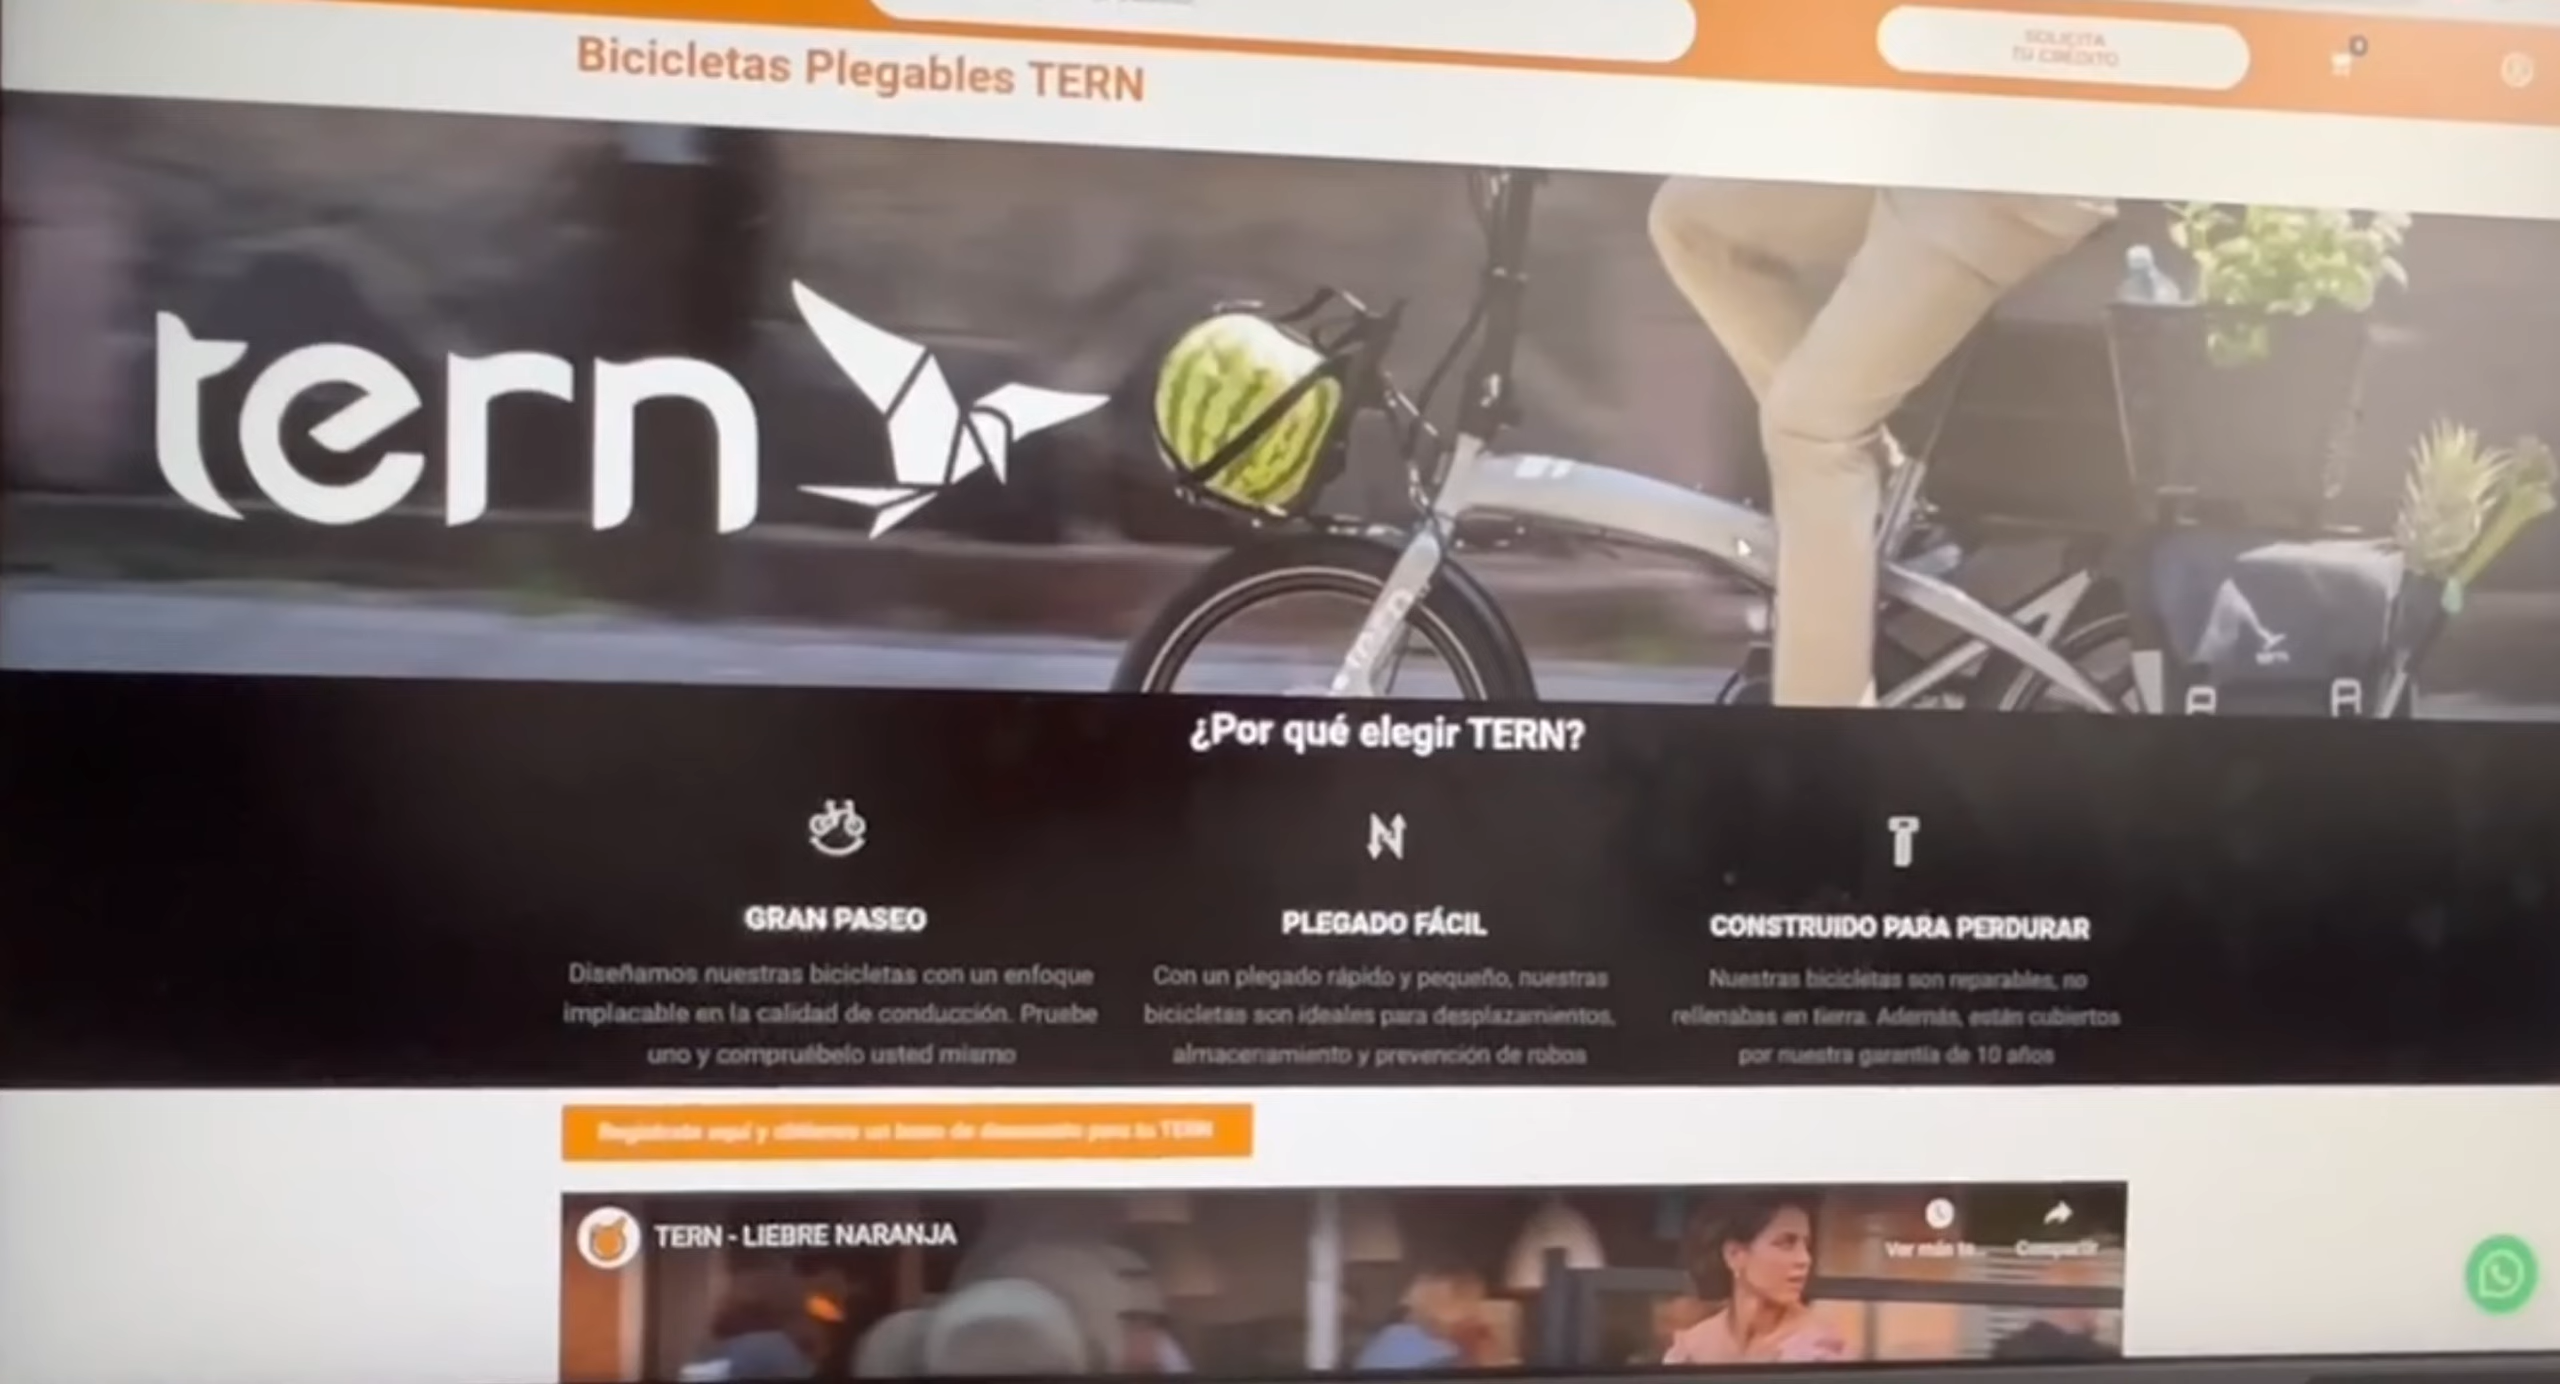 SOLICITA
TU CRÉDITO
0
Bicicletas Plegables TERN
tern
tern
¿Por qué elegir TERN?
GRAN PASEO
Diseñamos nuestras bicicletas con un enfoque
implacable en la calidad de conducción. Pruebe
uno y compruébelo usted mismo
PLEGADO FÁCIL
Con un plegado rápido y pequeño, nuestras
bicicletas son ideales para desplazamientos,
almacenamiento y prevención de robos
CONSTRUIDO PARA PERDURAR
Nuestras bicicletas son reparables, no
rellenabas en tierra. Además, están cubiertos
por nuestra garantía de 10 años
Regístrate aquí y obtienes un bono de descuento para tu TERN
TERN - LIEBRE NARANJA
Ver más ta...
Compartir